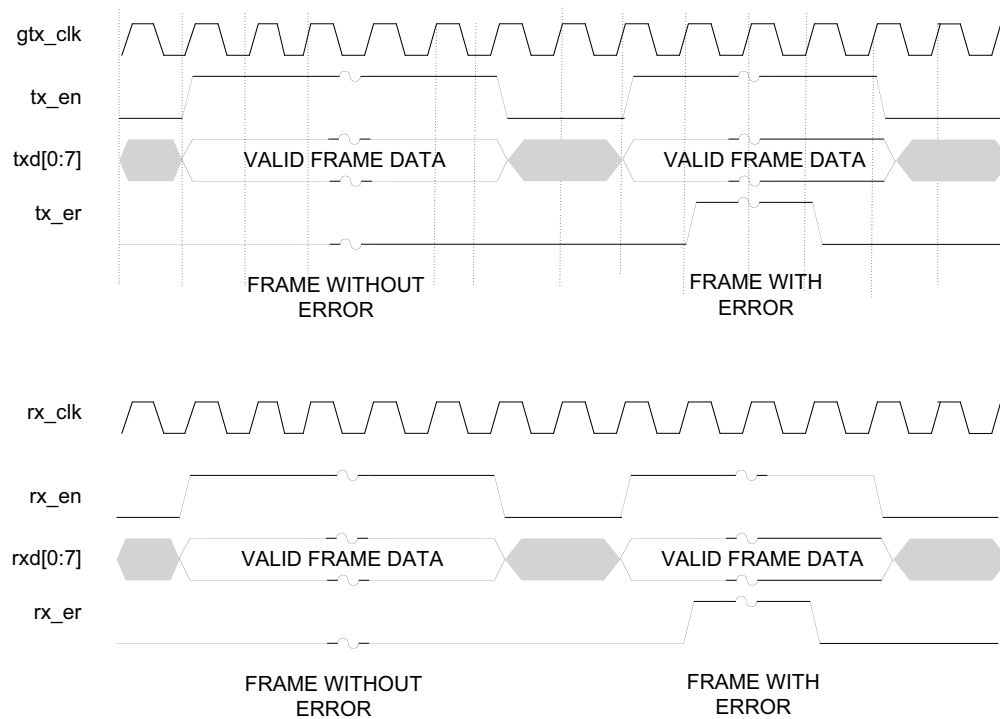 gtx_clk
tx_en
txd[0:7]
VALID FRAME DATA
VALID FRAME DATA
tx_er
FRAME WITHOUT
ERROR
FRAME WITH
ERROR
rx_clk
rx_en
rxd[0:7]
VALID FRAME DATA
VALID FRAME DATA
rx_er
FRAME WITHOUT
ERROR
FRAME WITH
ERROR